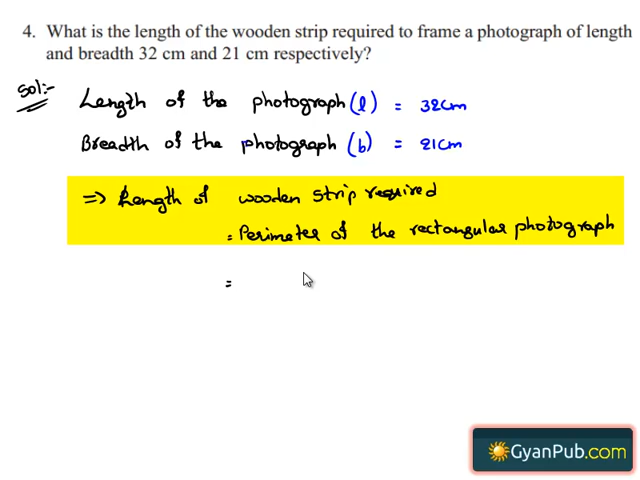 4. What is the length of the wooden strip required to frame a photograph of length
and breadth 32 cm and 21 cm respectively?
Sol:-
Length of the photograph (l) = 32cm
Breadth of the photograph (b) = 21cm
=> Length of wooden strip required
= Perimeter of the rectangular photograph
=
GyanPub.com